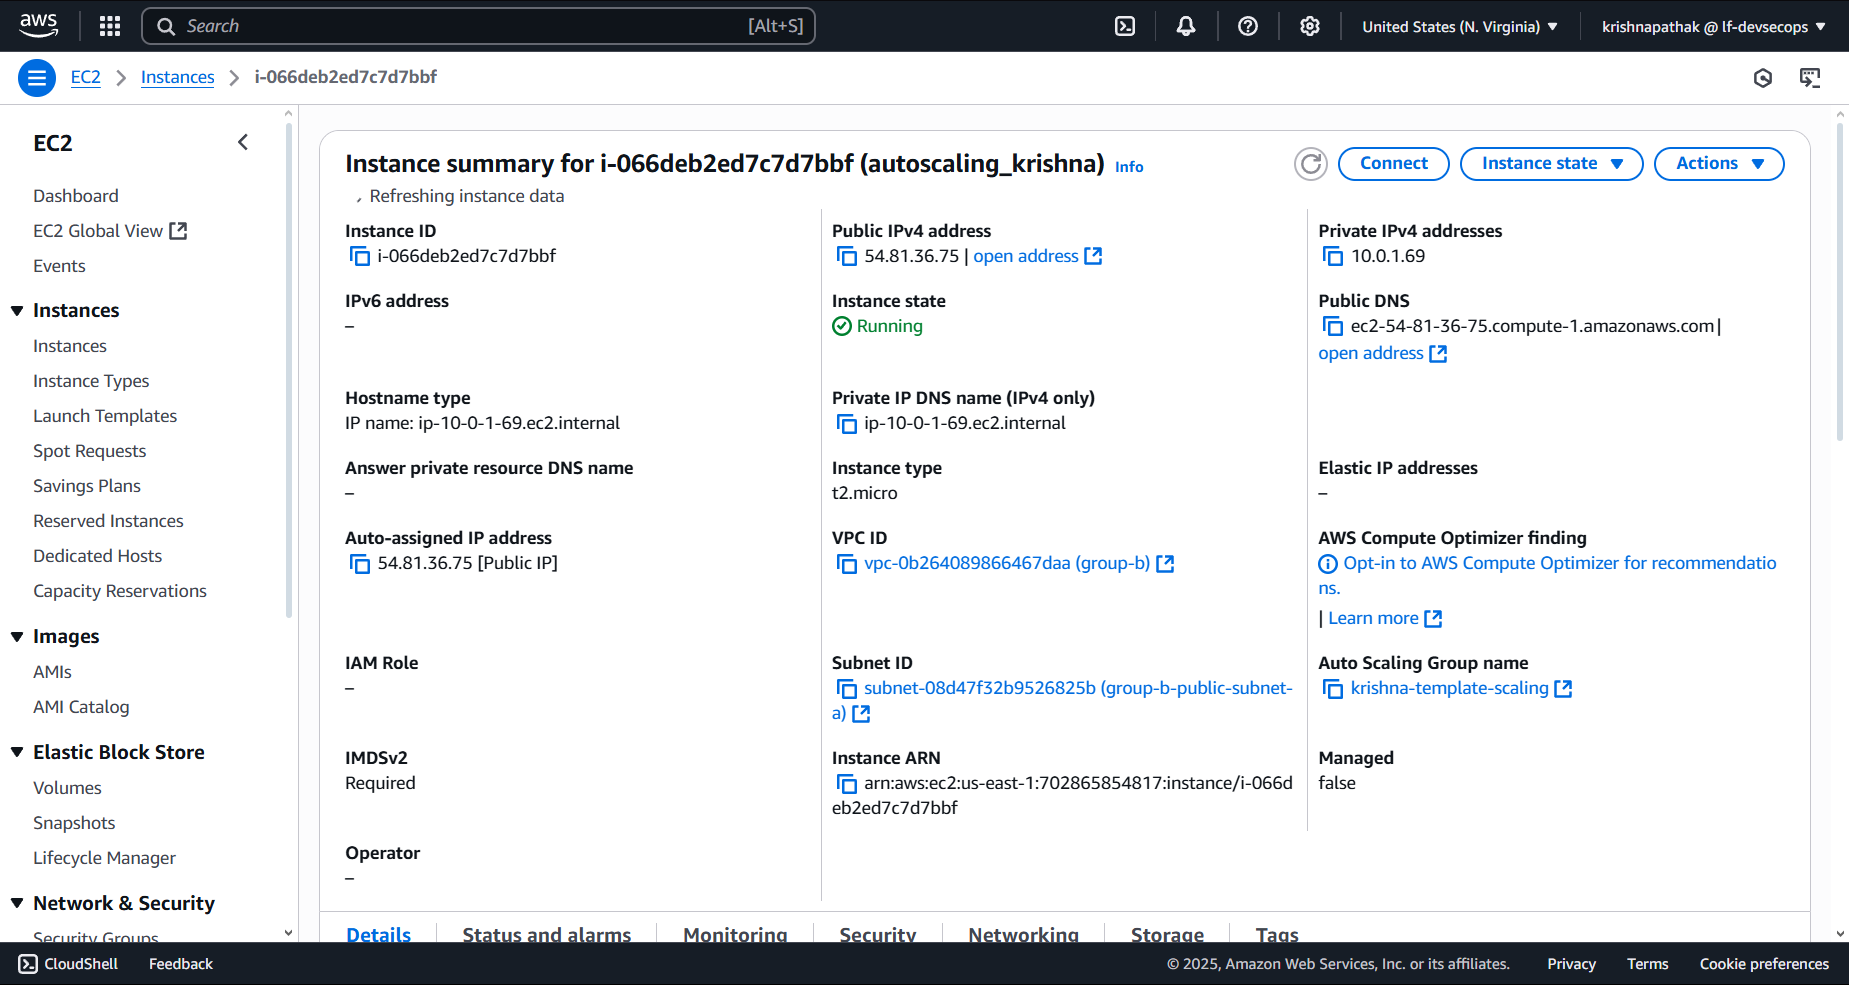 aws
Search [Alt+S]
United States (N. Virginia)
krishnapathak @ lf-devsecops
EC2 Instances i-066deb2ed7c7d7bbf
EC2
Dashboard
EC2 Global View
Events
Instances
Instances
Instance Types
Launch Templates
Spot Requests
Savings Plans
Reserved Instances
Dedicated Hosts
Capacity Reservations
Images
AMIs
AMI Catalog
Elastic Block Store
Volumes
Snapshots
Lifecycle Manager
Network & Security
Security Groups
Instance summary for i-066deb2ed7c7d7bbf (autoscaling_krishna) Info
Connect
Instance state
Actions
Refreshing instance data
Instance ID
i-066deb2ed7c7d7bbf
Public IPv4 address
54.81.36.75 | open address
Private IPv4 addresses
10.0.1.69
IPv6 address
–
Instance state
Running
Public DNS
ec2-54-81-36-75.compute-1.amazonaws.com |
open address
Hostname type
IP name: ip-10-0-1-69.ec2.internal
Private IP DNS name (IPv4 only)
ip-10-0-1-69.ec2.internal
Answer private resource DNS name
–
Instance type
t2.micro
Elastic IP addresses
–
Auto-assigned IP address
54.81.36.75 [Public IP]
VPC ID
vpc-0b264089866467daa (group-b)
AWS Compute Optimizer finding
Opt-in to AWS Compute Optimizer for recommendatio
ns.
| Learn more
IAM Role
–
Subnet ID
subnet-08d47f32b9526825b (group-b-public-subnet-
a)
Auto Scaling Group name
krishna-template-scaling
IMDSv2
Required
Instance ARN
arn:aws:ec2:us-east-1:702865854817:instance/i-066d
eb2ed7c7d7bbf
Managed
false
Operator
–
Details
Status and alarms
Monitoring
Security
Networking
Storage
Tags
CloudShell
Feedback
© 2025, Amazon Web Services, Inc. or its affiliates.
Privacy
Terms
Cookie preferences